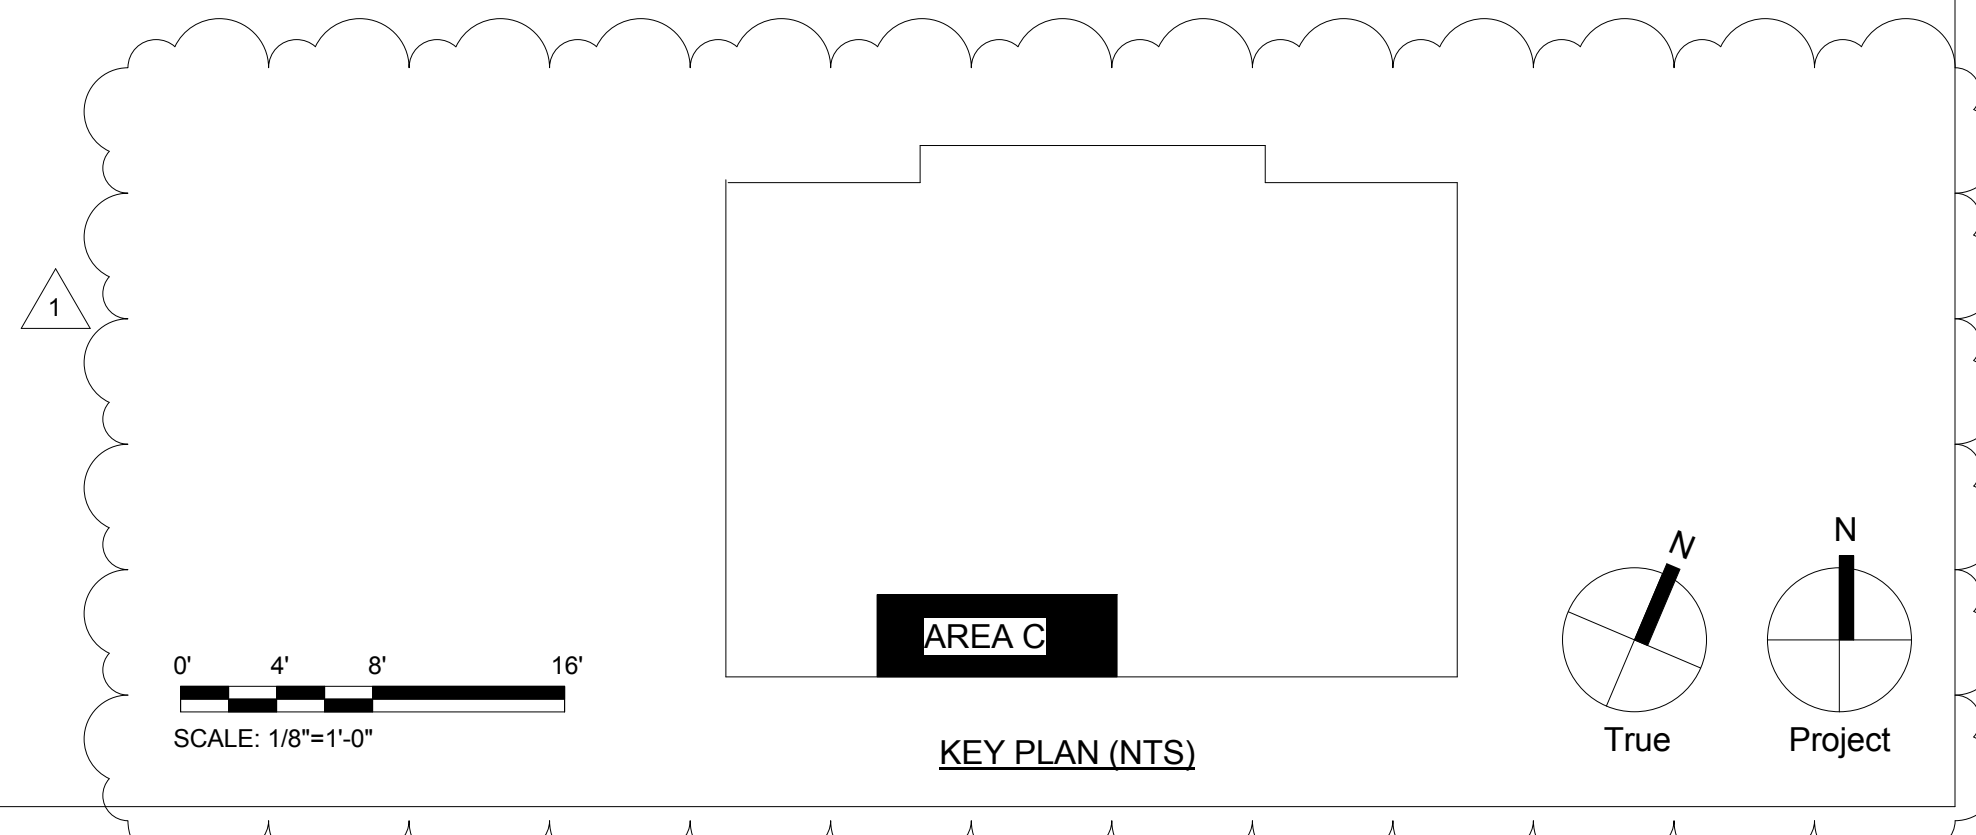 1
AREA C
0' 4' 8' 16'
SCALE: 1/8"=1'-0"
KEY PLAN (NTS)
N
True
N
Project